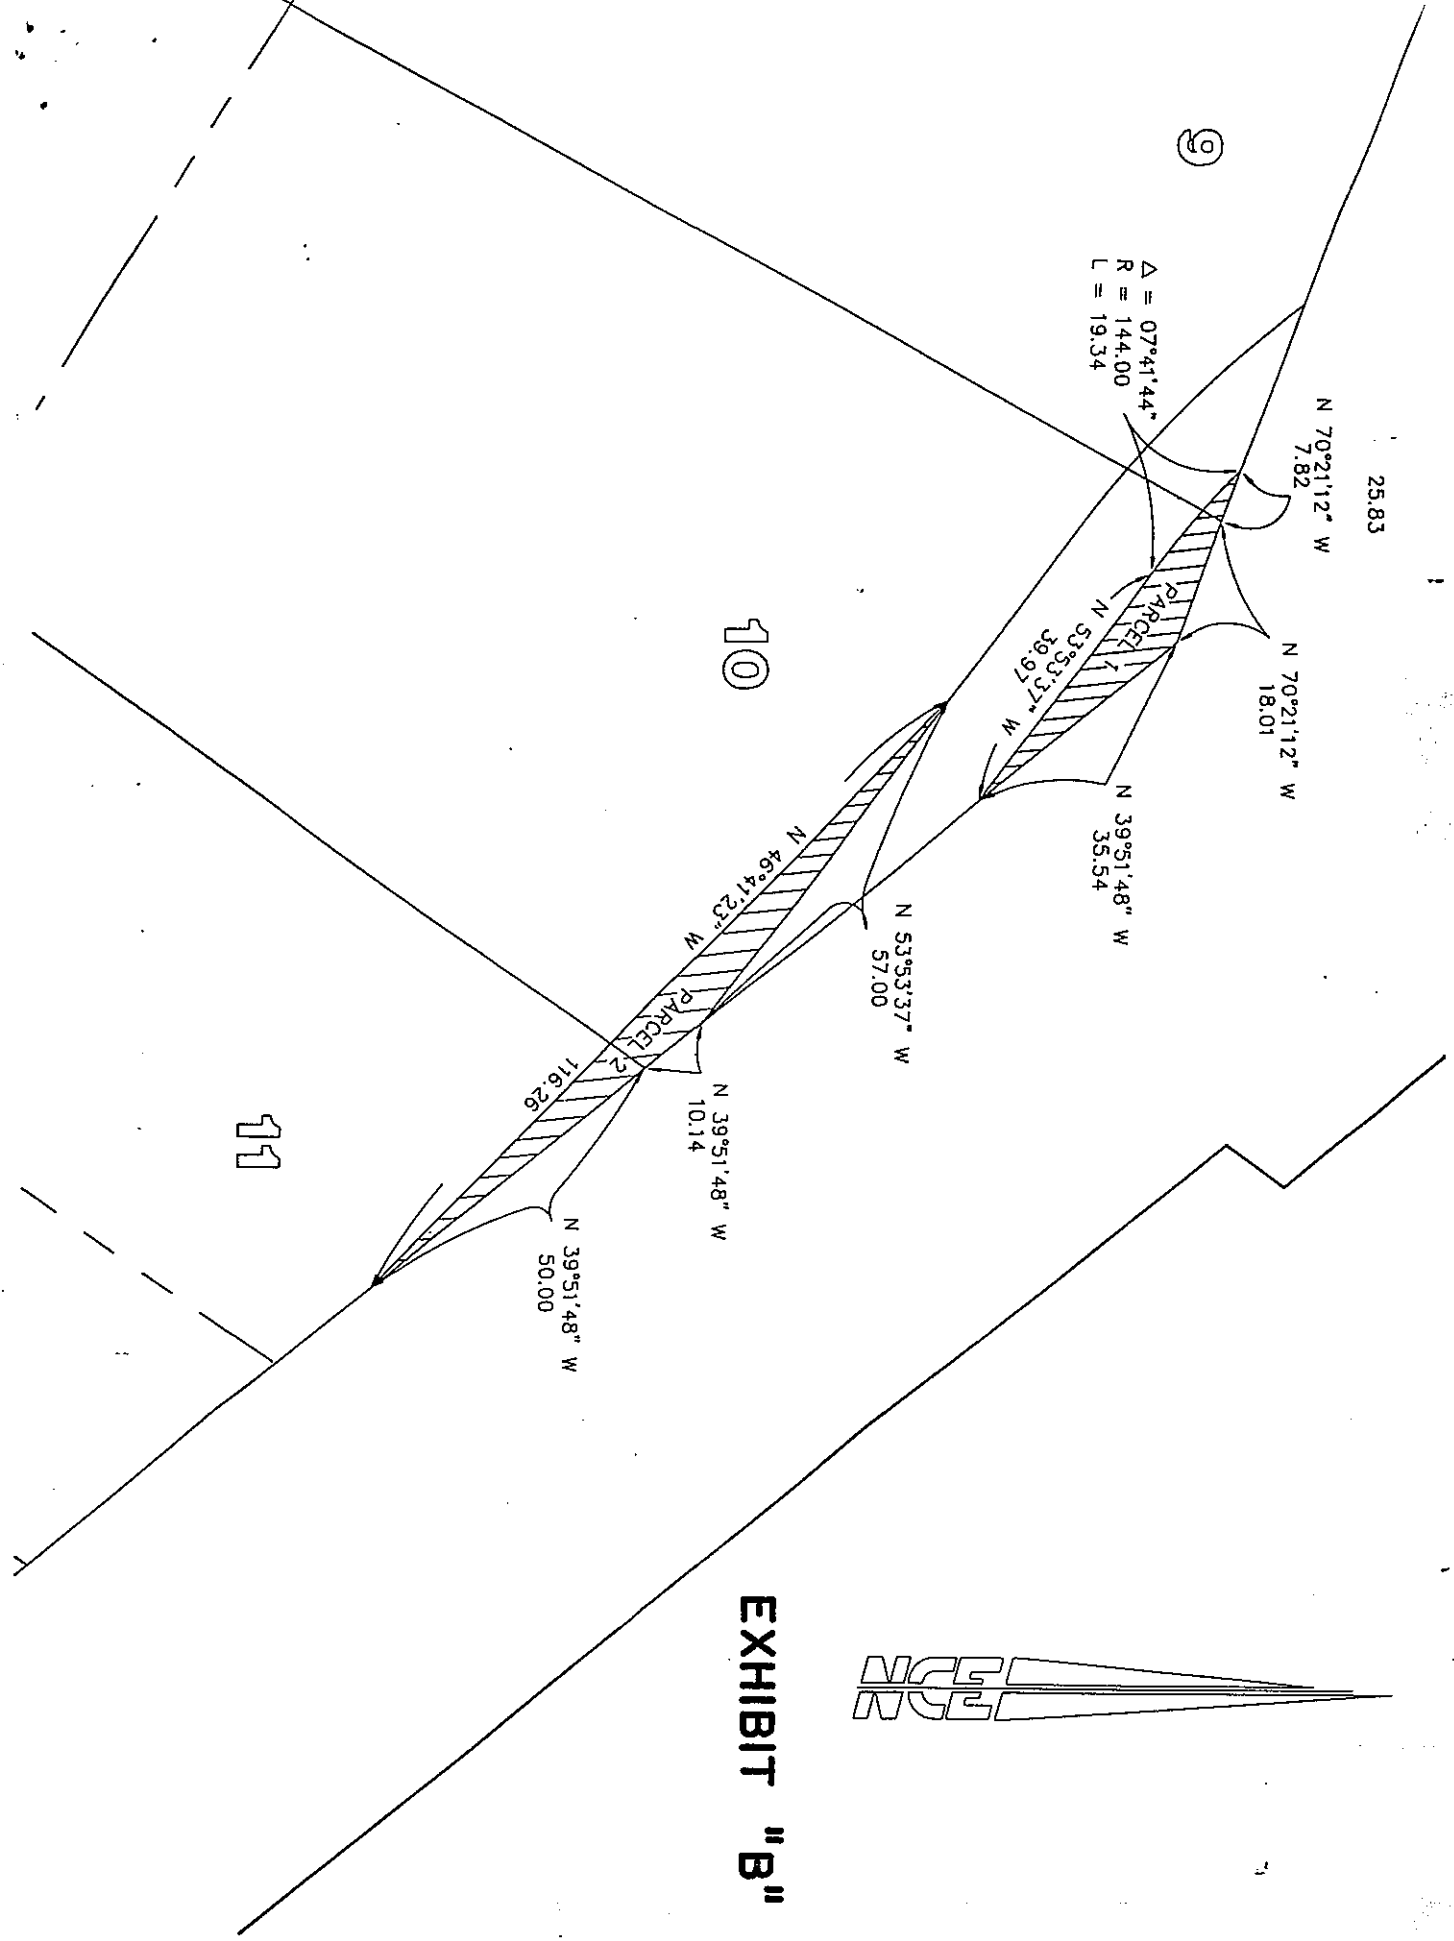 25.83
N 70°21'12" W
7.82
N 70°21'12" W
18.01
9
Δ = 07°41'44"
R = 144.00
L = 19.34
PARCEL 1
N 53°53'37" W
39.97
N 39°51'48" W
35.54
10
N 53°53'37" W
57.00
N 46°41'23" W
116.26
PARCEL 2
N 39°51'48" W
10.14
N 39°51'48" W
50.00
11
NCE
EXHIBIT "B"